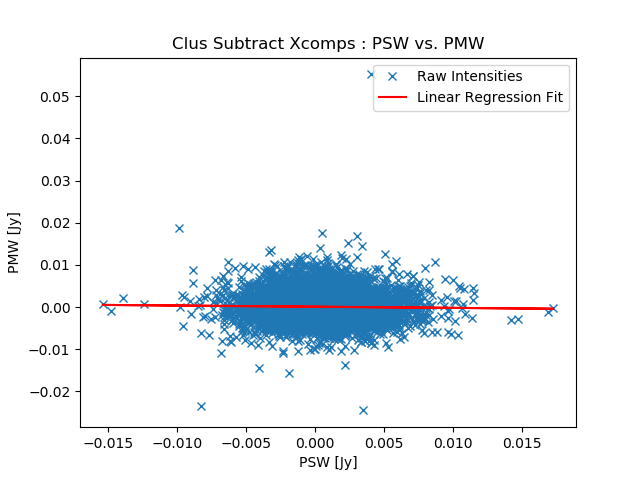 Clus Subtract Xcomps : PSW vs. PMW
Raw Intensities
Linear Regression Fit
PMW [Jy]
0.05
0.04
0.03
0.02
0.01
0.00
−0.01
−0.02
−0.015 −0.010 −0.005 0.000 0.005 0.010 0.015
PSW [Jy]